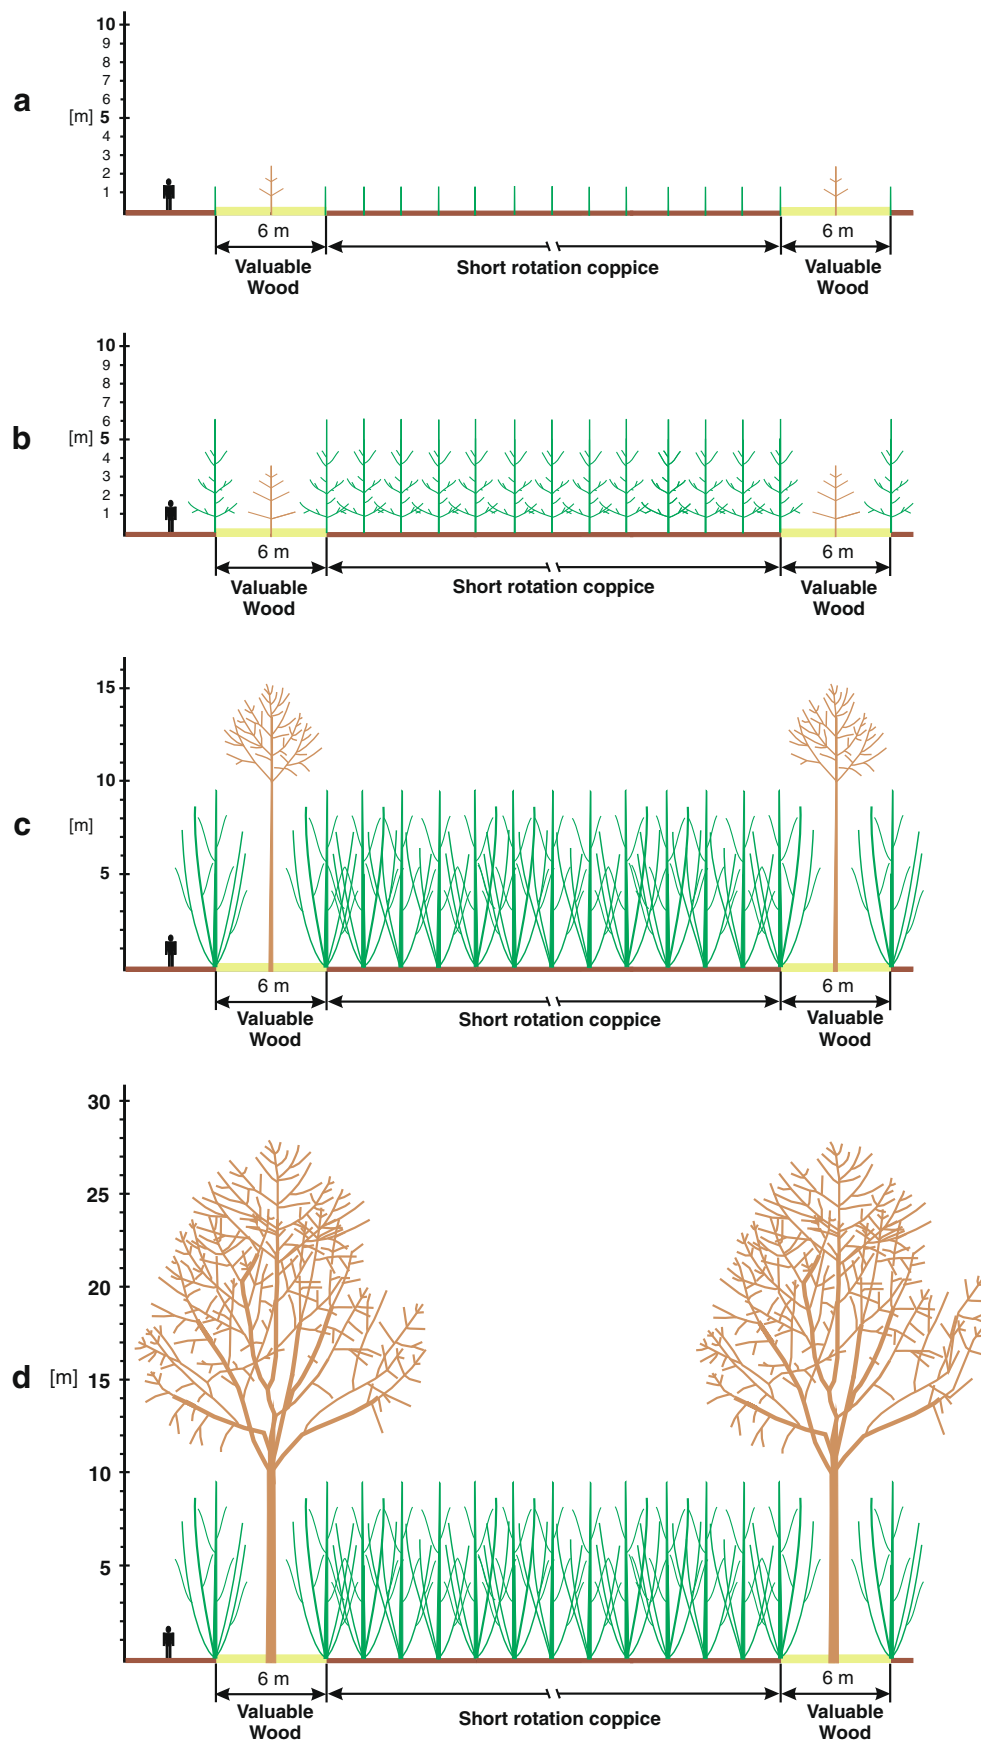 a
[m]
10
9
8
7
6
5
4
3
2
1
6 m
6 m
Valuable
Wood
Short rotation coppice
Valuable
Wood
b
[m]
10
9
8
7
6
5
4
3
2
1
6 m
6 m
Valuable
Wood
Short rotation coppice
Valuable
Wood
c
[m]
15
10
5
6 m
6 m
Valuable
Wood
Short rotation coppice
Valuable
Wood
d
[m]
30
25
20
15
10
5
6 m
6 m
Valuable
Wood
Short rotation coppice
Valuable
Wood